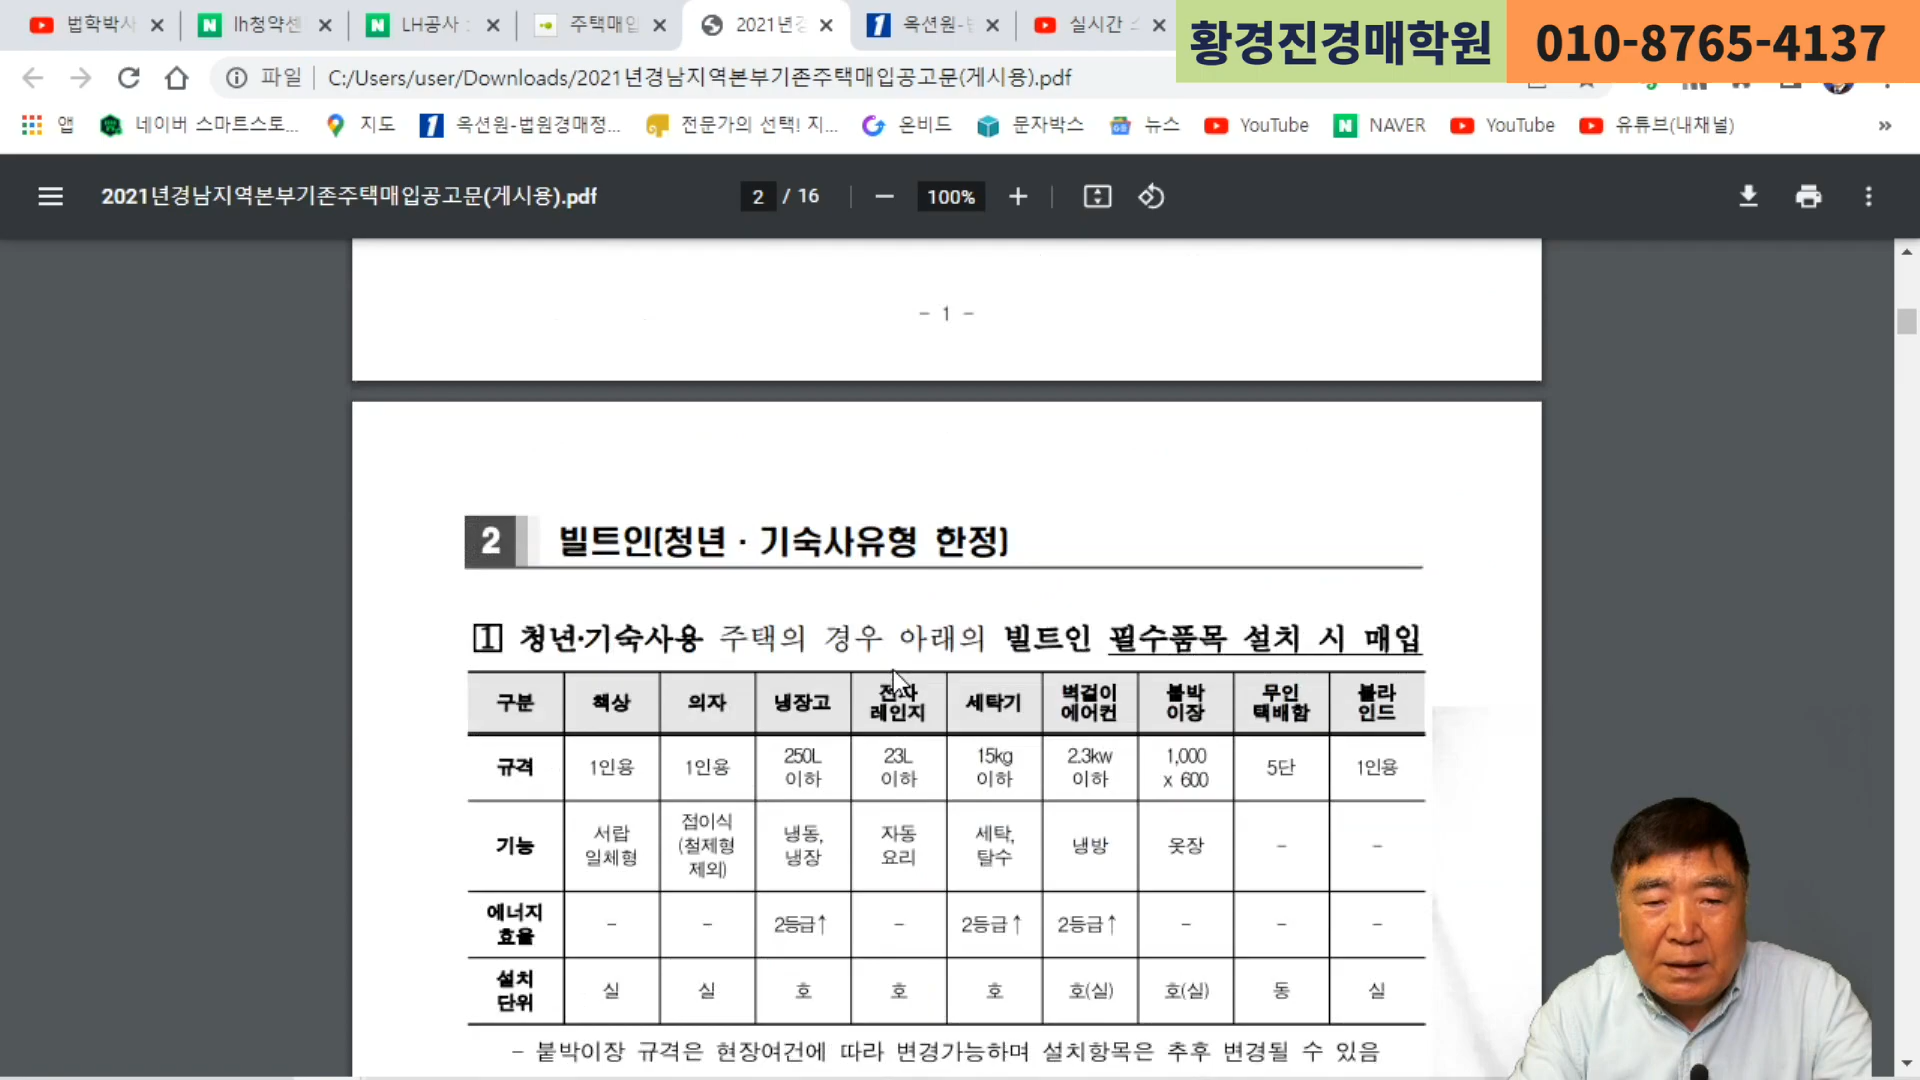 법학박사
lh청약센
LH공사
주택매입
2021년경
옥션원-법
실시간
황경진경매학원
010-8765-4137
파일
C:/Users/user/Downloads/2021년경남지역본부기존주택매입공고문(게시용).pdf
앱
네이버 스마트스토...
지도
옥션원-법원경매정...
전문가의 선택! 지...
온비드
문자박스
뉴스
YouTube
NAVER
YouTube
유튜브(내채널)
»
2021년경남지역본부기존주택매입공고문(게시용).pdf
2 / 16
100%
- 1 -
2 빌트인(청년·기숙사유형 한정)
1 청년·기숙사용 주택의 경우 아래의 빌트인 필수품목 설치 시 매입
구분 책상 의자 냉장고 전자레인지 세탁기 벽걸이에어컨 붙박이장 무인택배함 블라인드
규격 1인용 1인용 250L 이하 23L 이하 15kg 이하 2.3kw 이하 1,000 x 600 5단 1인용
기능 서랍 일체형 접이식 (철제형 제외) 냉동, 냉장 자동 요리 세탁, 탈수 냉방 옷장 - -
에너지 효율 - - 2등급↑ - 2등급↑ 2등급↑ - - -
설치 단위 실 실 호 호 호 호(실) 호(실) 동 실
- 붙박이장 규격은 현장여건에 따라 변경가능하며 설치항목은 추후 변경될 수 있음